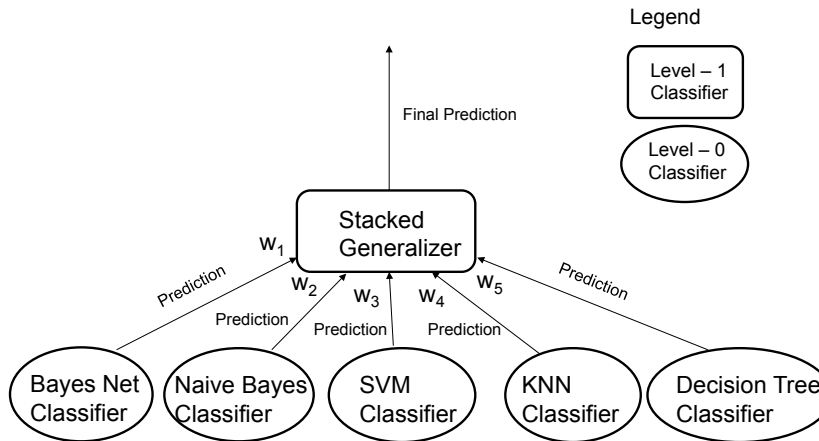 Legend
Level – 1
Classifier
Level – 0
Classifier
Final Prediction
Stacked
Generalizer
w₁
w₂
w₃
w₄
w₅
Prediction
Prediction
Prediction
Prediction
Prediction
Bayes Net
Classifier
Naive Bayes
Classifier
SVM
Classifier
KNN
Classifier
Decision Tree
Classifier